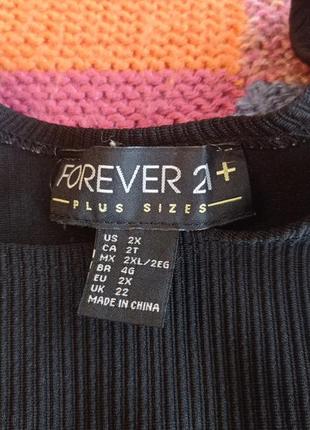 FOREVER 21+
PLUS SIZES
US 2X
CA 2T
MX 2XL/2EG
BR 4G
EU 2X
UK 22
MADE IN CHINA